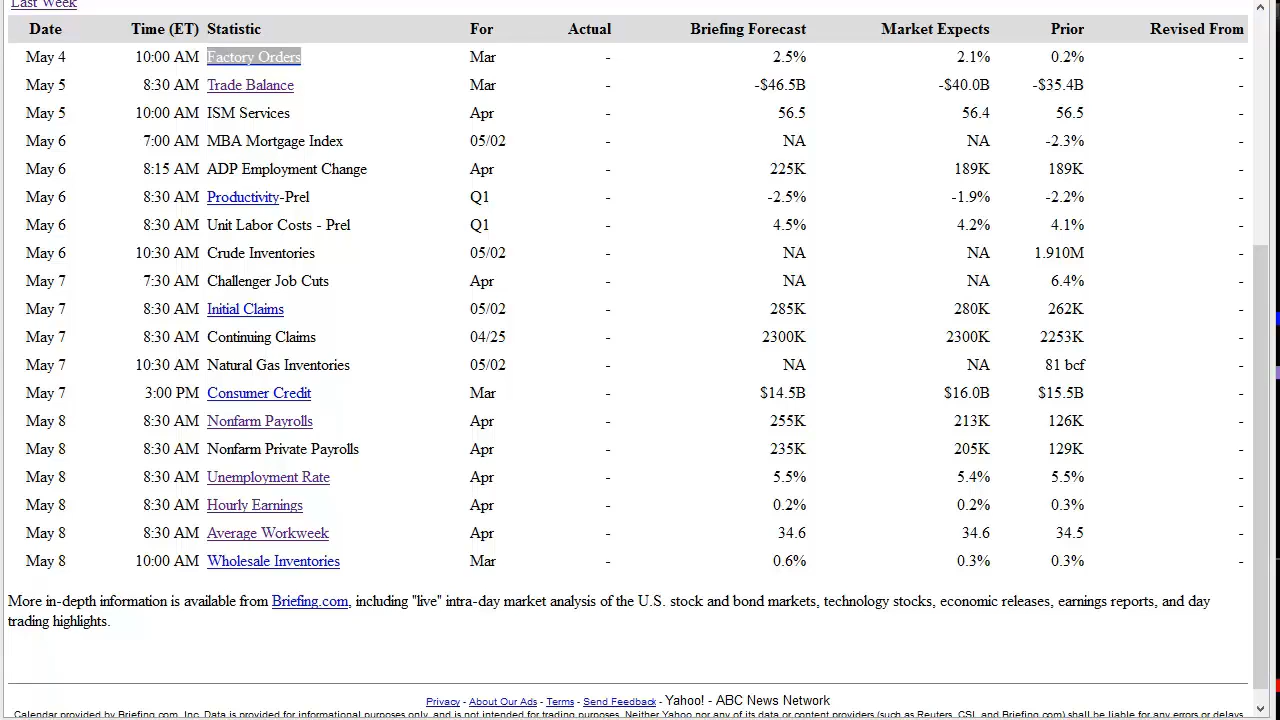 Last Week
Date Time (ET) Statistic For Actual Briefing Forecast Market Expects Prior Revised From
May 4 10:00 AM Factory Orders Mar - 2.5% 2.1% 0.2% -
May 5 8:30 AM Trade Balance Mar - -$46.5B -$40.0B -$35.4B -
May 5 10:00 AM ISM Services Apr - 56.5 56.4 56.5 -
May 6 7:00 AM MBA Mortgage Index 05/02 - NA NA -2.3% -
May 6 8:15 AM ADP Employment Change Apr - 225K 189K 189K -
May 6 8:30 AM Productivity-Prel Q1 - -2.5% -1.9% -2.2% -
May 6 8:30 AM Unit Labor Costs - Prel Q1 - 4.5% 4.2% 4.1% -
May 6 10:30 AM Crude Inventories 05/02 - NA NA 1.910M -
May 7 7:30 AM Challenger Job Cuts Apr - NA NA 6.4% -
May 7 8:30 AM Initial Claims 05/02 - 285K 280K 262K -
May 7 8:30 AM Continuing Claims 04/25 - 2300K 2300K 2253K -
May 7 10:30 AM Natural Gas Inventories 05/02 - NA NA 81 bcf -
May 7 3:00 PM Consumer Credit Mar - $14.5B $16.0B $15.5B -
May 8 8:30 AM Nonfarm Payrolls Apr - 255K 213K 126K -
May 8 8:30 AM Nonfarm Private Payrolls Apr - 235K 205K 129K -
May 8 8:30 AM Unemployment Rate Apr - 5.5% 5.4% 5.5% -
May 8 8:30 AM Hourly Earnings Apr - 0.2% 0.2% 0.3% -
May 8 8:30 AM Average Workweek Apr - 34.6 34.6 34.5 -
May 8 10:00 AM Wholesale Inventories Mar - 0.6% 0.3% 0.3% -
More in-depth information is available from Briefing.com, including "live" intra-day market analysis of the U.S. stock and bond markets, technology stocks, economic releases, earnings reports, and day
trading highlights.
Privacy - About Our Ads - Terms - Send Feedback - Yahoo! - ABC News Network
Calendar provided by Briefing.com, Inc. Data is provided for informational purposes only, and is not intended for trading purposes. Neither Yahoo nor any of its data or content providers (such as Reuters, CSI, and Briefing.com) shall be liable for any errors or delays,